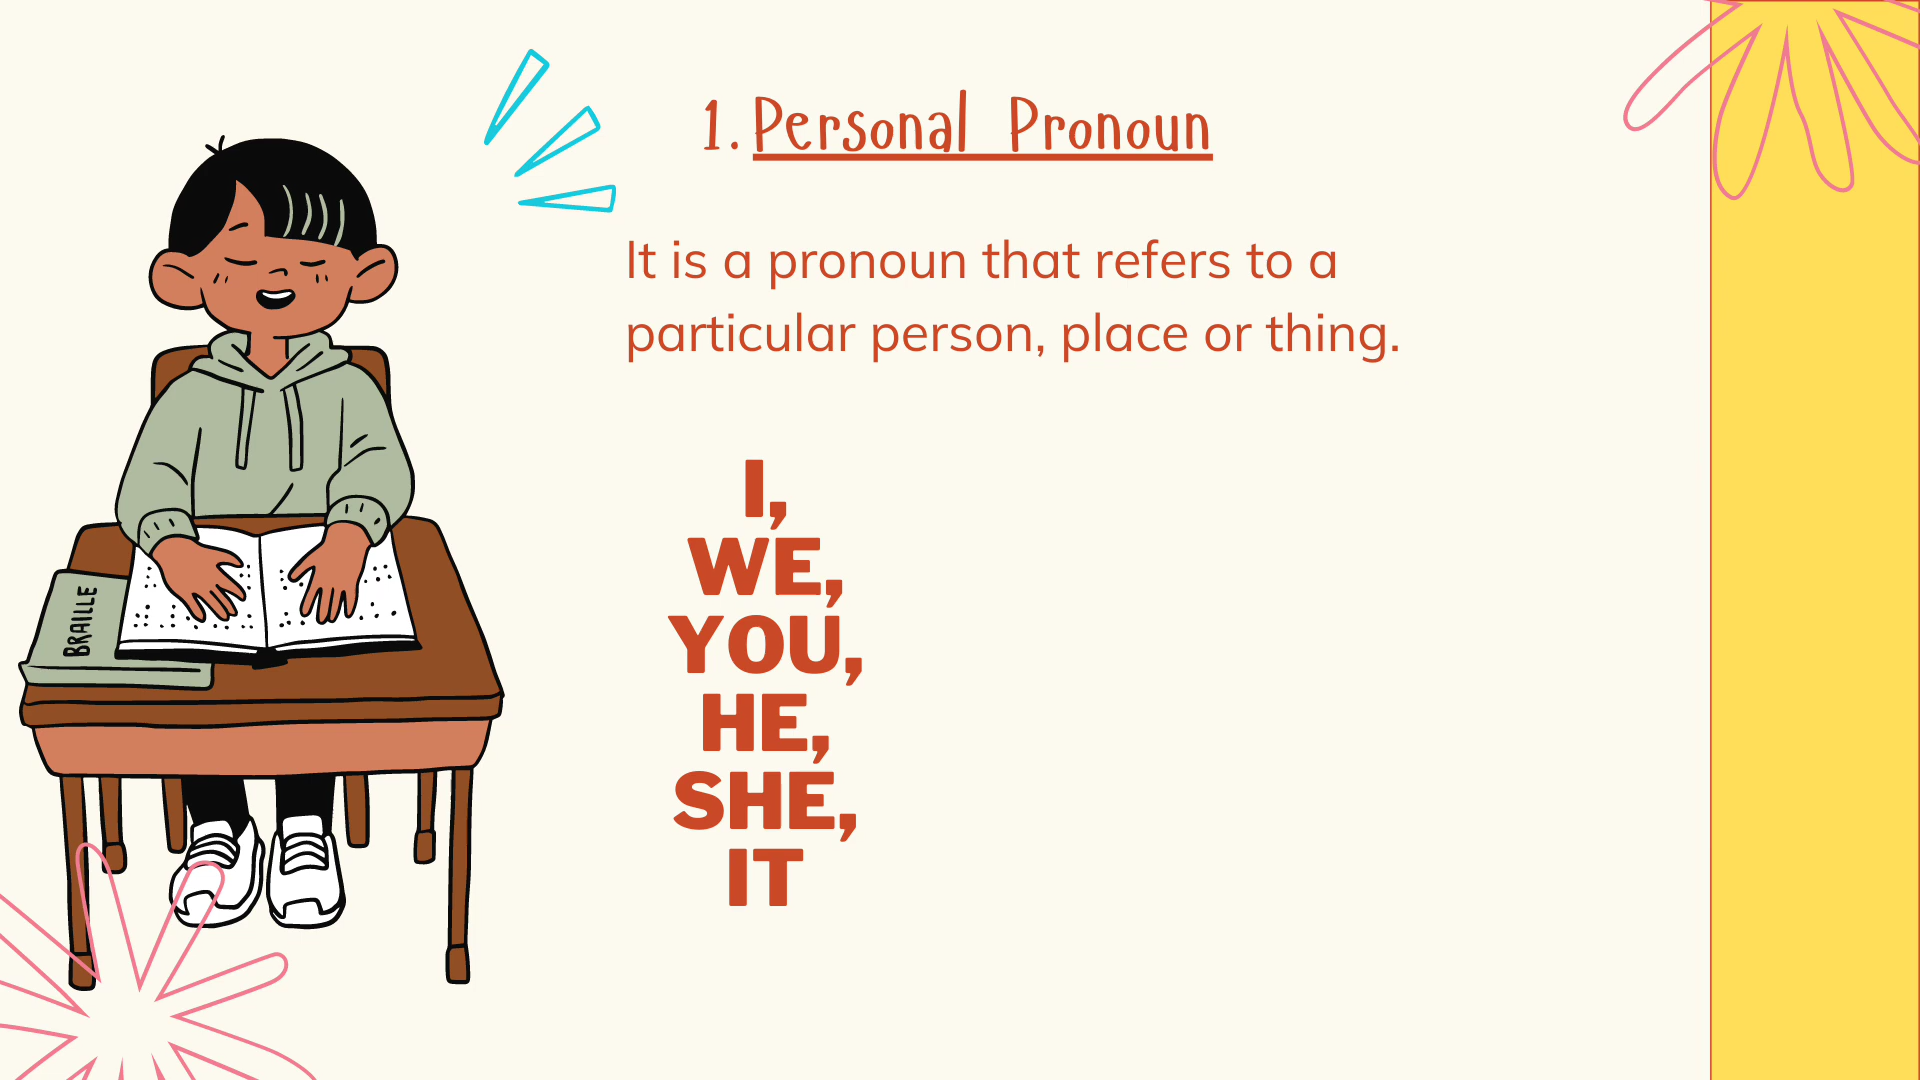 1. Personal Pronoun
It is a pronoun that refers to a
particular person, place or thing.
I,
WE,
YOU,
HE,
SHE,
IT
BRAILLE